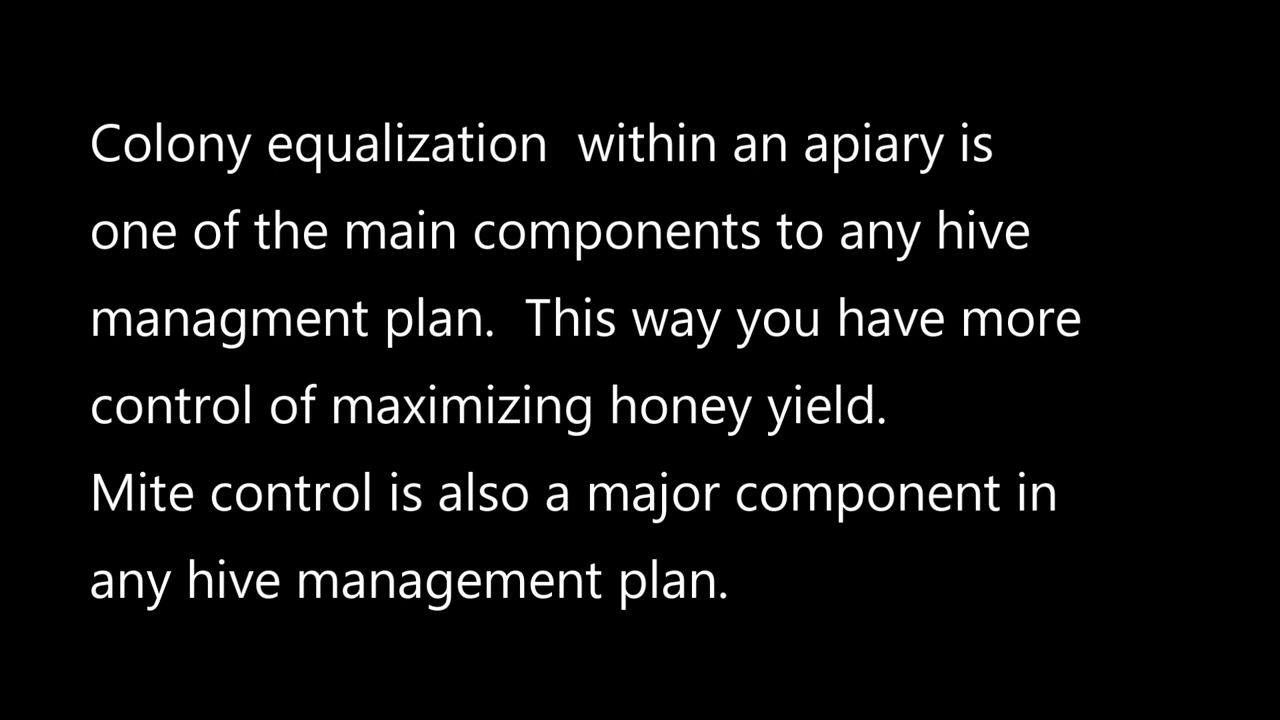 Colony equalization  within an apiary is
one of the main components to any hive
managment plan.  This way you have more
control of maximizing honey yield.
Mite control is also a major component in
any hive management plan.